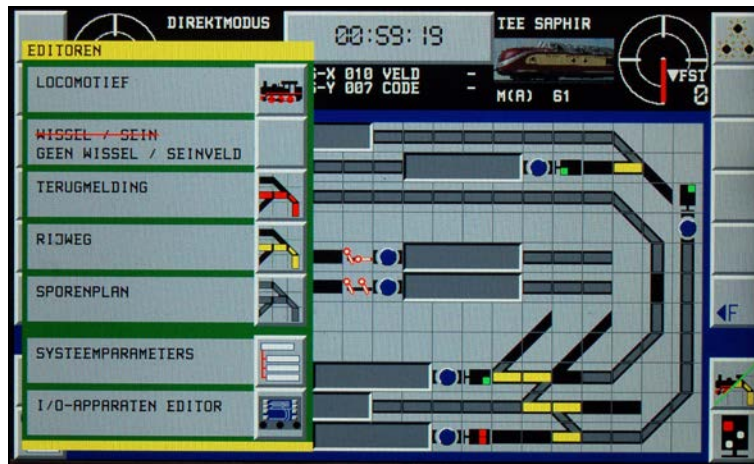 DIREKTMODUS
00:59:19
TEE SAPHIR
EDITOREN
LOCOMOTIEF
-X 010 VELD -
-Y 007 CODE -
M(A) 61
FST
0
WISSEL / SEIN
GEEN WISSEL / SEINVELD
TERUGMELDING
RIJWEG
SPORENPLAN
F
SYSTEEMPARAMETERS
I/O-APPARATEN EDITOR